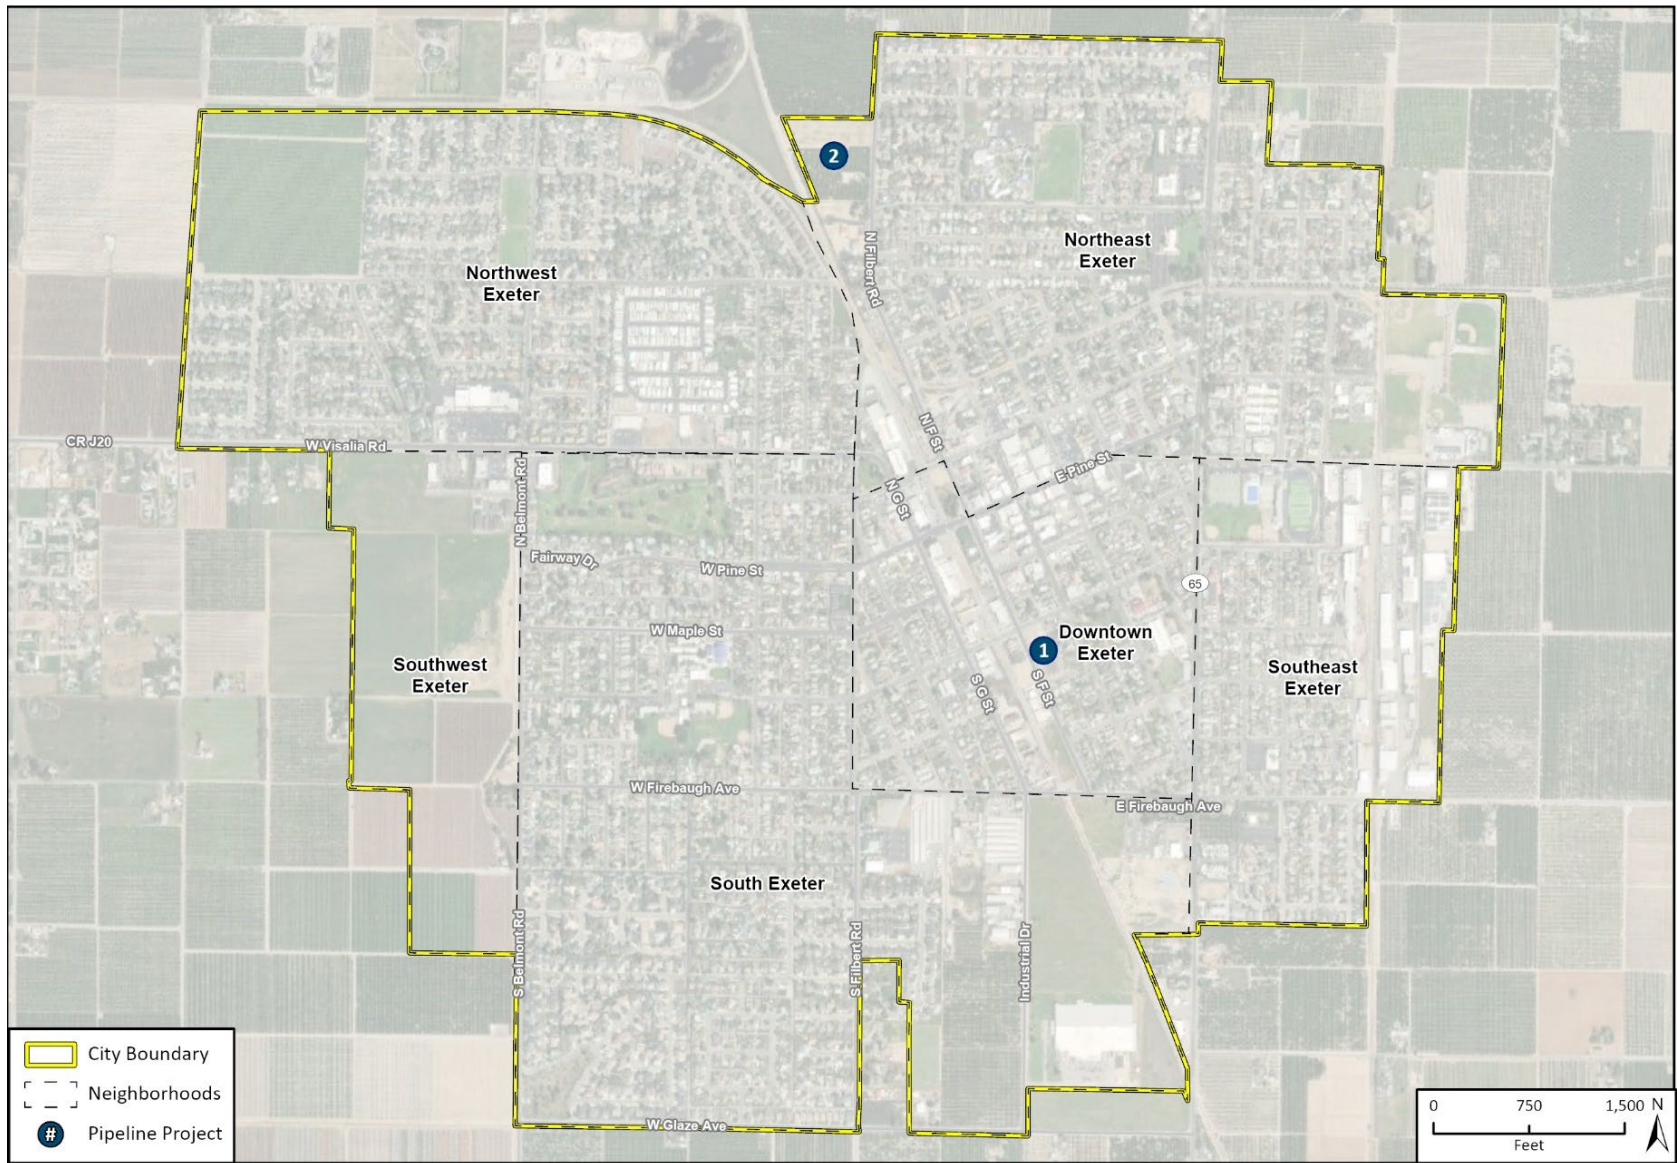 2
Northwest
Exeter
Northeast
Exeter
N Filbert Rd
N F St
CR J20
W Visalia Rd
N Belmont Rd
E Pine St
N G St
Fairway Dr
W Pine St
65
W Maple St
1
Downtown
Exeter
Southwest
Exeter
S G St
S F St
Southeast
Exeter
W Firebaugh Ave
E Firebaugh Ave
South Exeter
S Belmont Rd
S Filbert Rd
Industrial Dr
W Glaze Ave
City Boundary
Neighborhoods
# Pipeline Project
0 750 1,500 N
Feet